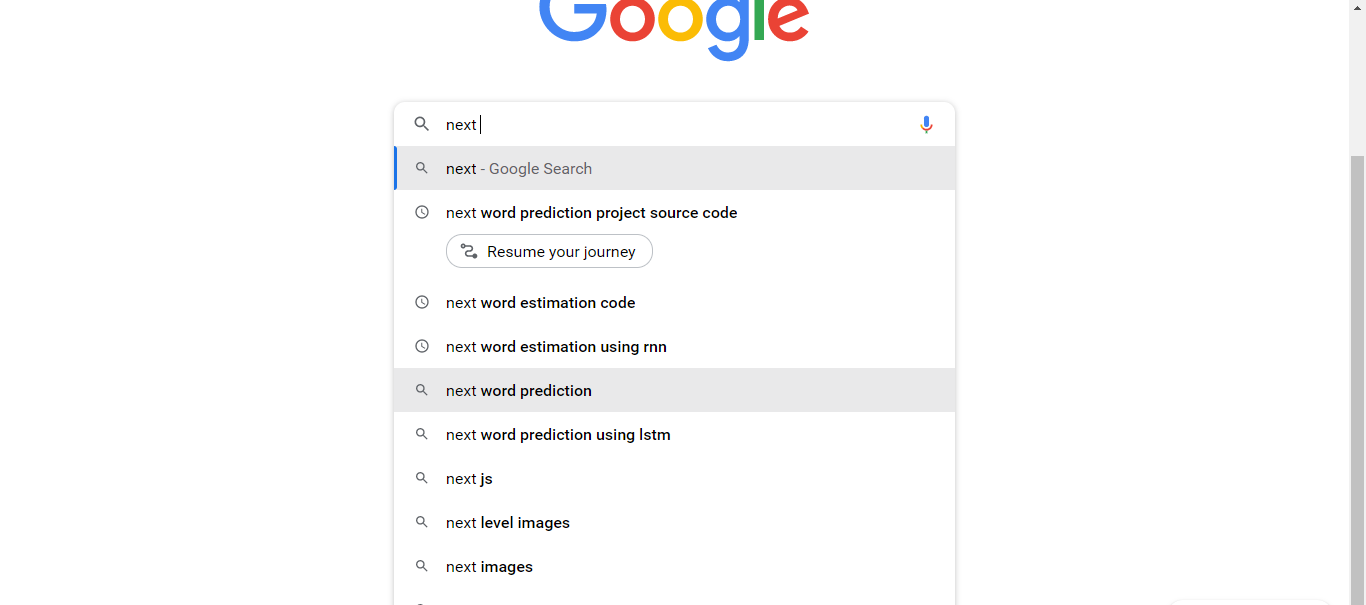 Google
next
next - Google Search
next word prediction project source code
Resume your journey
next word estimation code
next word estimation using rnn
next word prediction
next word prediction using lstm
next js
next level images
next images